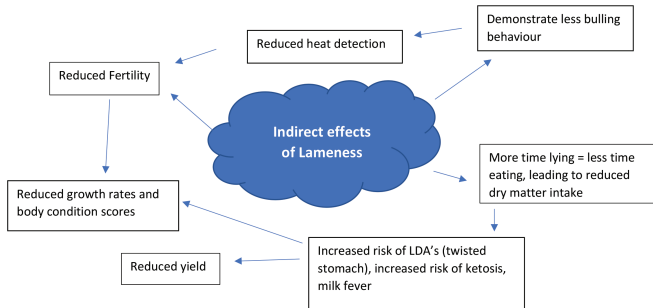 Demonstrate less bulling
behaviour
Reduced heat detection
Reduced Fertility
Indirect effects
of Lameness
More time lying = less time
eating, leading to reduced
dry matter intake
Reduced growth rates and
body condition scores
Increased risk of LDA's (twisted
stomach), increased risk of ketosis,
milk fever
Reduced yield